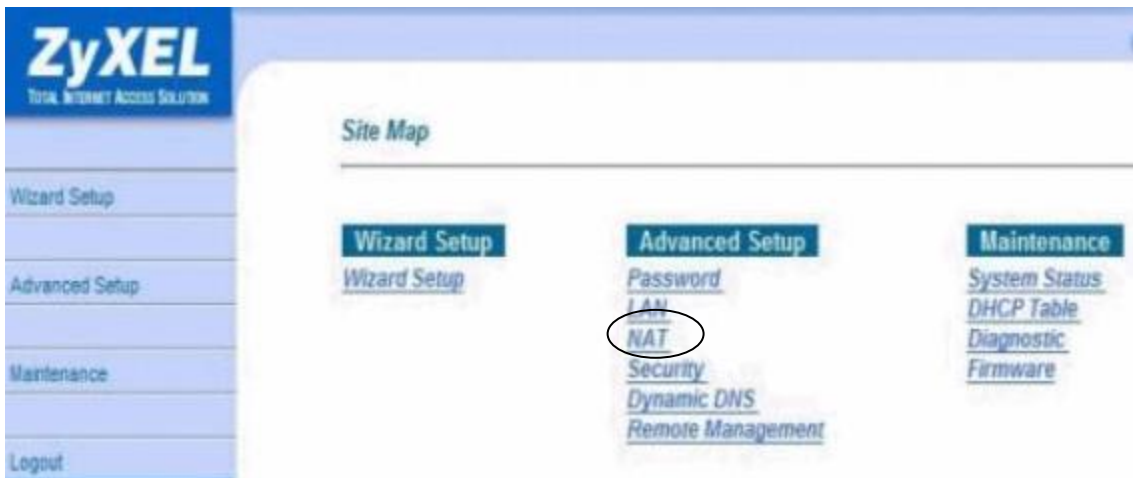 ZyXEL
TOTAL INTERNET ACCESS SOLUTION
Wizard Setup
Advanced Setup
Maintenance
Logout
Site Map
Wizard Setup
Wizard Setup
Advanced Setup
Password
LAN
NAT
Security
Dynamic DNS
Remote Management
Maintenance
System Status
DHCP Table
Diagnostic
Firmware